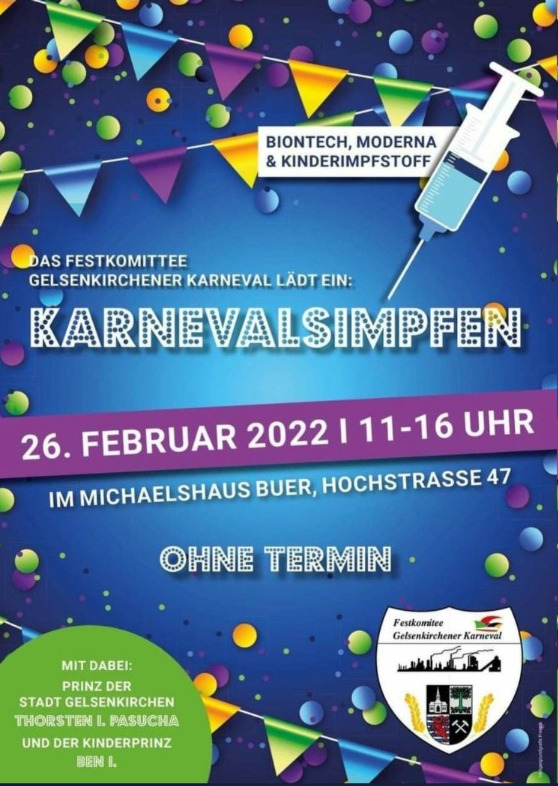 BIONTECH, MODERNA
& KINDERIMPFSTOFF
DAS FESTKOMITTEE
GELSENKIRCHENER KARNEVAL LÄDT EIN:
KARNEVALSIMPFEN
26. FEBRUAR 2022 I 11-16 UHR
IM MICHAELSHAUS BUER, HOCHSTRASSE 47
OHNE TERMIN
Festkomitee
Gelsenkirchener Karneval
MIT DABEI:
PRINZ DER
STADT GELSENKIRCHEN
THORSTEN I. PASUCHA
UND DER KINDERPRINZ
BEN I.